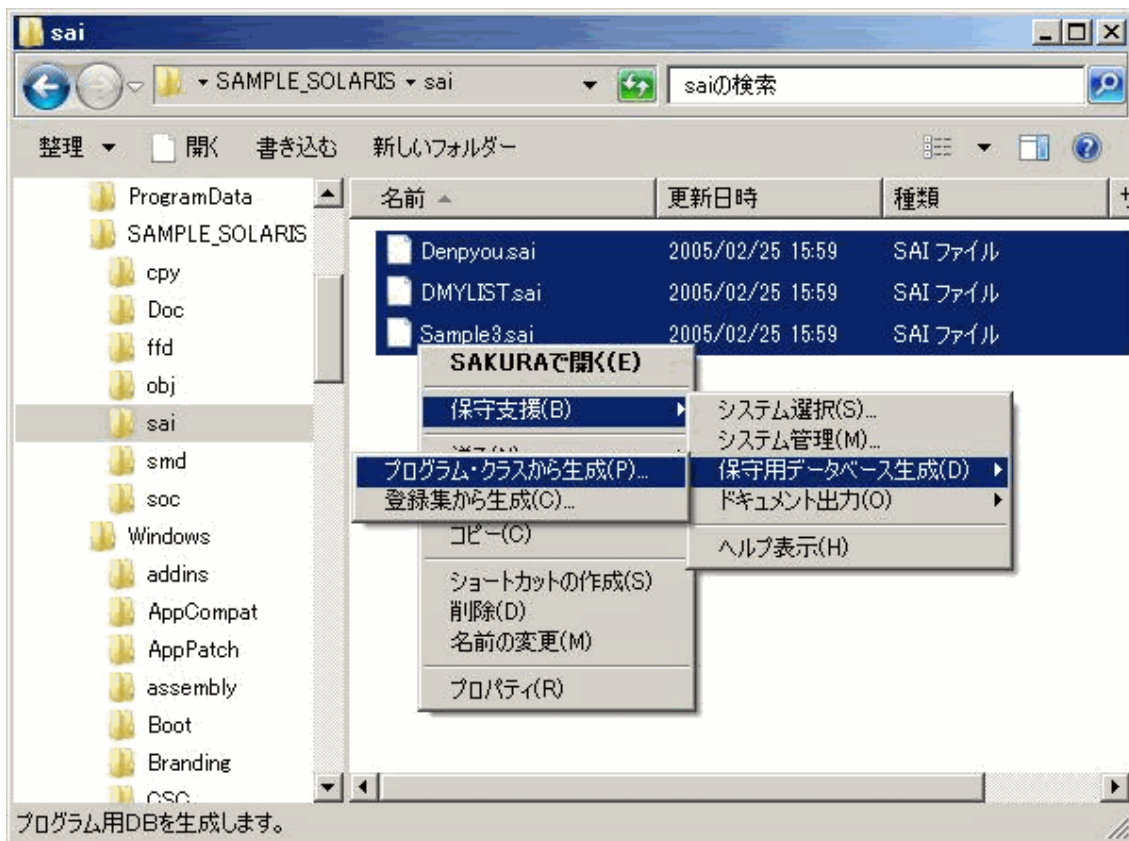 sai
SAMPLE_SOLARIS sai
saiの検索
整理 開く 書き込む 新しいフォルダー
ProgramData
SAMPLE_SOLARIS
cpy
Doc
ffd
obj
sai
smd
soc
Windows
addins
AppCompat
AppPatch
assembly
Boot
Branding
名前 更新日時 種類
Denpyou.sai 2005/02/25 15:59 SAI ファイル
DMYLIST.sai 2005/02/25 15:59 SAI ファイル
Sample3.sai 2005/02/25 15:59 SAI ファイル
SAKURAで開く(E)
保守支援(B)
コピー(C)
ショートカットの作成(S)
削除(D)
名前の変更(M)
プロパティ(R)
システム選択(S)...
システム管理(M)...
保守用データベース生成(D)
ドキュメント出力(O)
ヘルプ表示(H)
プログラム・クラスから生成(P)...
登録集から生成(C)...
プログラム用DBを生成します。